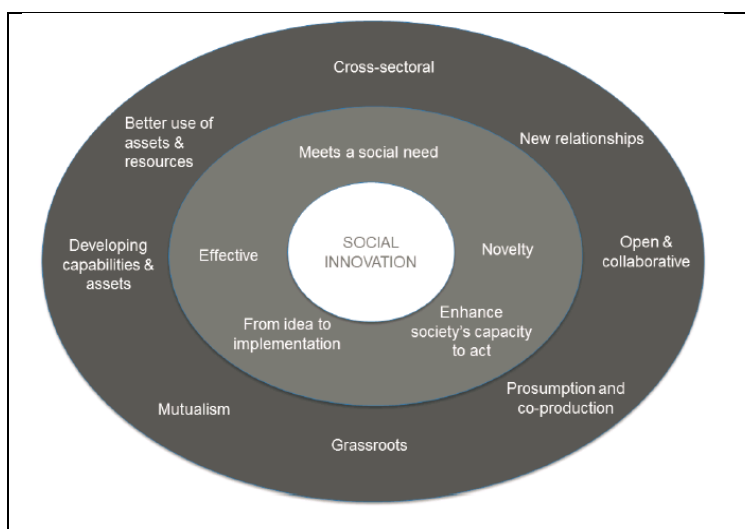 Cross-sectoral
Better use of
assets &
resources
New relationships
Meets a social need
Developing
capabilities &
assets
Effective
SOCIAL
INNOVATION
Novelty
Open &
collaborative
From idea to
implementation
Enhance
society's capacity
to act
Mutualism
Prosumption and
co-production
Grassroots